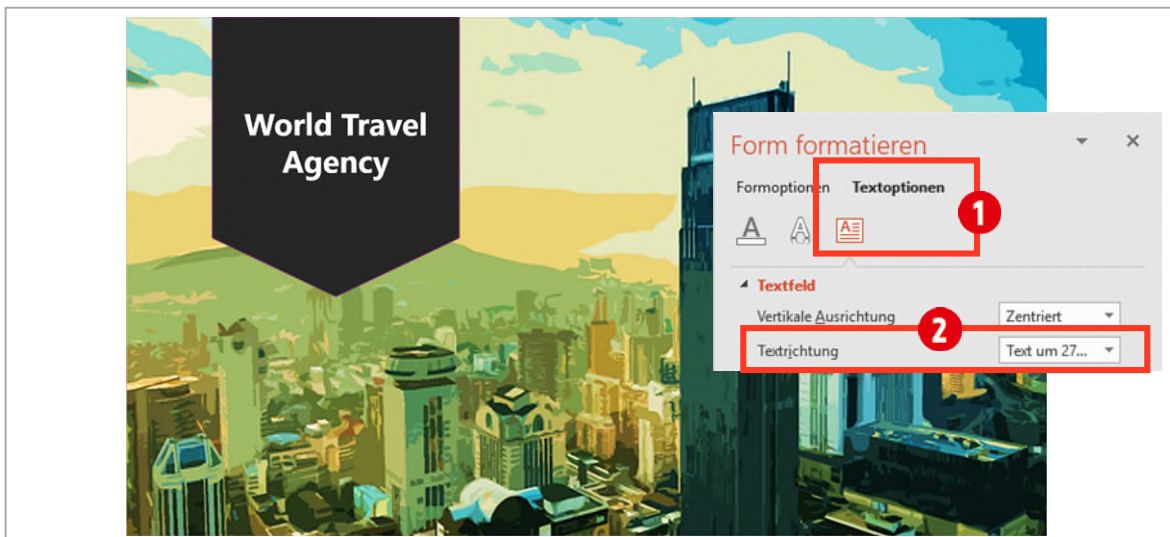 World Travel
Agency
Form formatieren
Formoptionen Textoptionen
1
Textfeld
Vertikale Ausrichtung Zentriert
2
Textrichtung Text um 27...